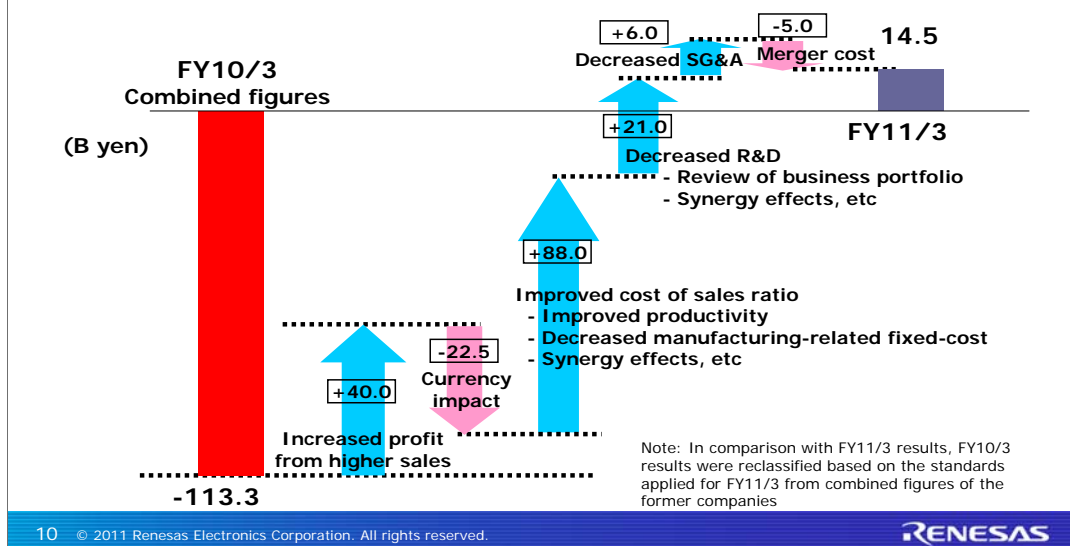 FY10/3
Combined figures
(B yen)
-113.3
+40.0
Increased profit
from higher sales
-22.5
Currency
impact
+88.0
Improved cost of sales ratio
- Improved productivity
- Decreased manufacturing-related fixed-cost
- Synergy effects, etc
+21.0
Decreased R&D
- Review of business portfolio
- Synergy effects, etc
+6.0
Decreased SG&A
-5.0
Merger cost
14.5
FY11/3
Note: In comparison with FY11/3 results, FY10/3
results were reclassified based on the standards
applied for FY11/3 from combined figures of the
former companies
10 © 2011 Renesas Electronics Corporation. All rights reserved.
RENESAS